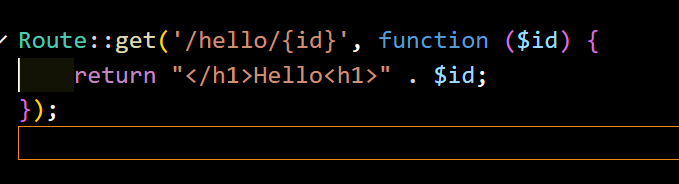 Route::get('/hello/{id}', function ($id) {
    return "</h1>Hello<h1>" . $id;
});